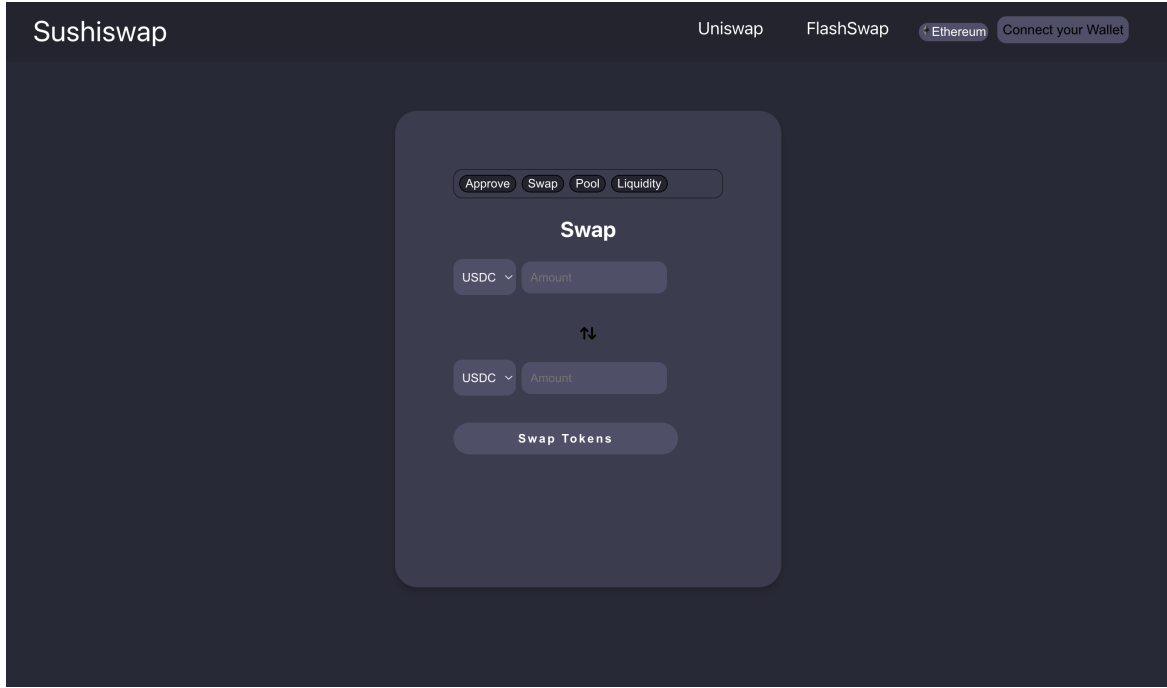 Sushiswap Uniswap FlashSwap Ethereum Connect your Wallet
Approve Swap Pool Liquidity
Swap
USDC Amount
USDC Amount
Swap Tokens